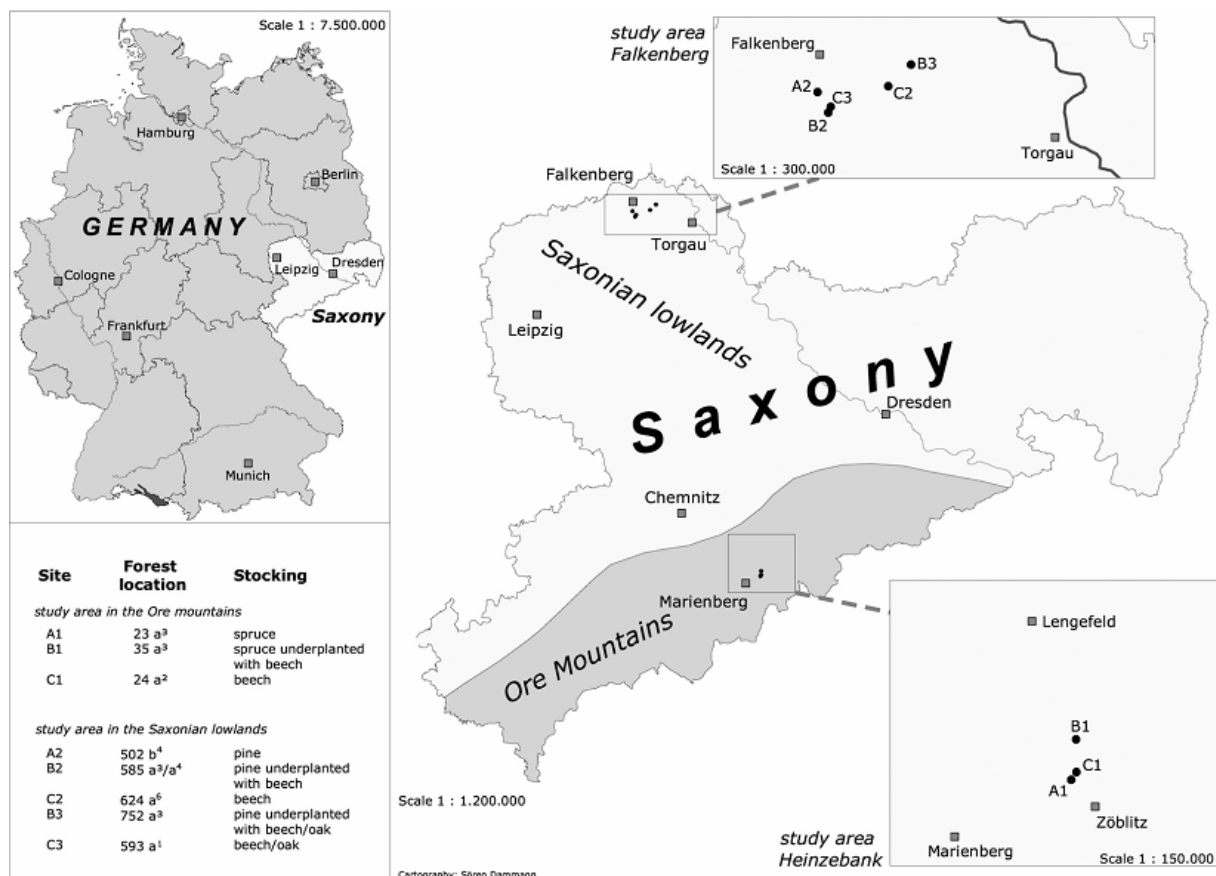 Scale 1 : 7.500.000
Hamburg
Berlin
GERMANY
Cologne
Leipzig
Dresden
Saxony
Frankfurt
Munich
Site Forest location Stocking
study area in the Ore mountains
A1 23 a³ spruce
B1 35 a³ spruce underplanted
with beech
C1 24 a² beech
study area in the Saxonian lowlands
A2 502 b⁴ pine
B2 585 a³/a⁴ pine underplanted
with beech
C2 624 a⁶ beech
B3 752 a³ pine underplanted
with beech/oak
C3 593 a¹ beech/oak
study area
Falkenberg
Falkenberg
B3
A2
C3
C2
B2
Torgau
Scale 1 : 300.000
Falkenberg
Torgau
Saxonian lowlands
Leipzig
Saxony
Dresden
Chemnitz
Marienberg
Ore Mountains
Scale 1 : 1.200.000
Lengefeld
B1
C1
A1
Zöblitz
Marienberg
Scale 1 : 150.000
study area
Heinzebank
Cartography: Sören Dammann